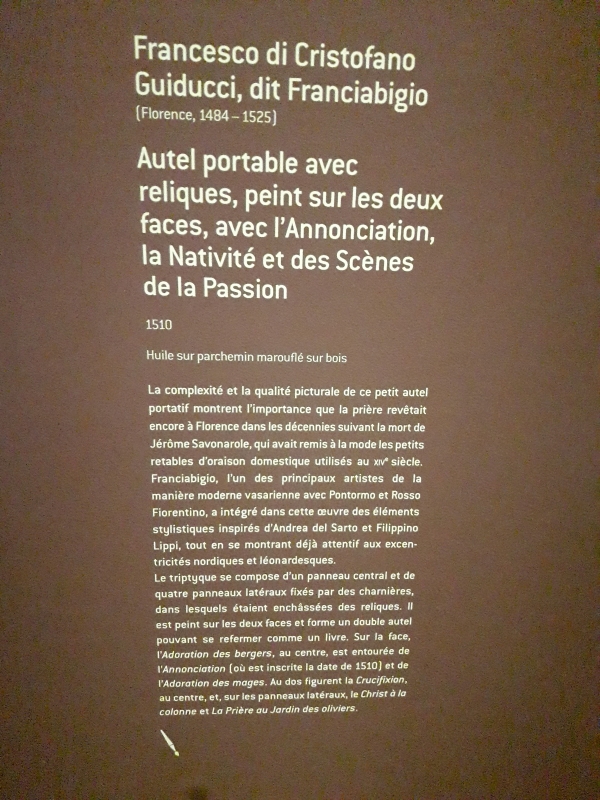 Francesco di Cristofano
Guiducci, dit Franciabigio
(Florence, 1484 – 1525)
Autel portable avec
reliques, peint sur les deux
faces, avec l'Annonciation,
la Nativité et des Scènes
de la Passion
1510
Huile sur parchemin marouflé sur bois
La complexité et la qualité picturale de ce petit autel
portatif montrent l'importance que la prière revêtait
encore à Florence dans les décennies suivant la mort de
Jérôme Savonarole, qui avait remis à la mode les petits
retables d'oraison domestique utilisés au XIVe siècle.
Franciabigio, l'un des principaux artistes de la
manière moderne vasarienne avec Pontormo et Rosso
Fiorentino, a intégré dans cette œuvre des éléments
stylistiques inspirés d'Andrea del Sarto et Filippino
Lippi, tout en se montrant déjà attentif aux excen-
tricités nordiques et léonardesques.
Le triptyque se compose d'un panneau central et de
quatre panneaux latéraux fixés par des charnières,
dans lesquels étaient enchâssées des reliques. Il
est peint sur les deux faces et forme un double autel
pouvant se refermer comme un livre. Sur la face,
l'Adoration des bergers, au centre, est entourée de
l'Annonciation (où est inscrite la date de 1510) et de
l'Adoration des mages. Au dos figurent la Crucifixion,
au centre, et, sur les panneaux latéraux, le Christ à la
colonne et La Prière au Jardin des oliviers.